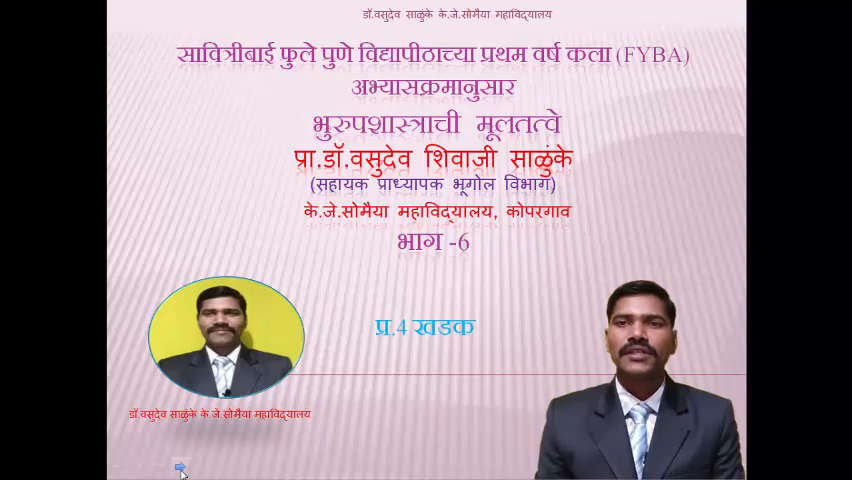 डॉ.वसुदेव साळुंके के.जे.सोमैया महाविद्यालय
सावित्रीबाई फुले पुणे विद्यापीठाच्या प्रथम वर्ष कला (FYBA)
अभ्यासक्रमानुसार
भुरुपशास्त्राची मूलतत्वे
प्रा.डॉ.वसुदेव शिवाजी साळुंके
(सहायक प्राध्यापक भूगोल विभाग)
के.जे.सोमैया महाविद्यालय, कोपरगाव
भाग -6
प्र.4 खडक
डॉ.वसुदेव साळुंके के.जे.सोमैया महाविद्यालय